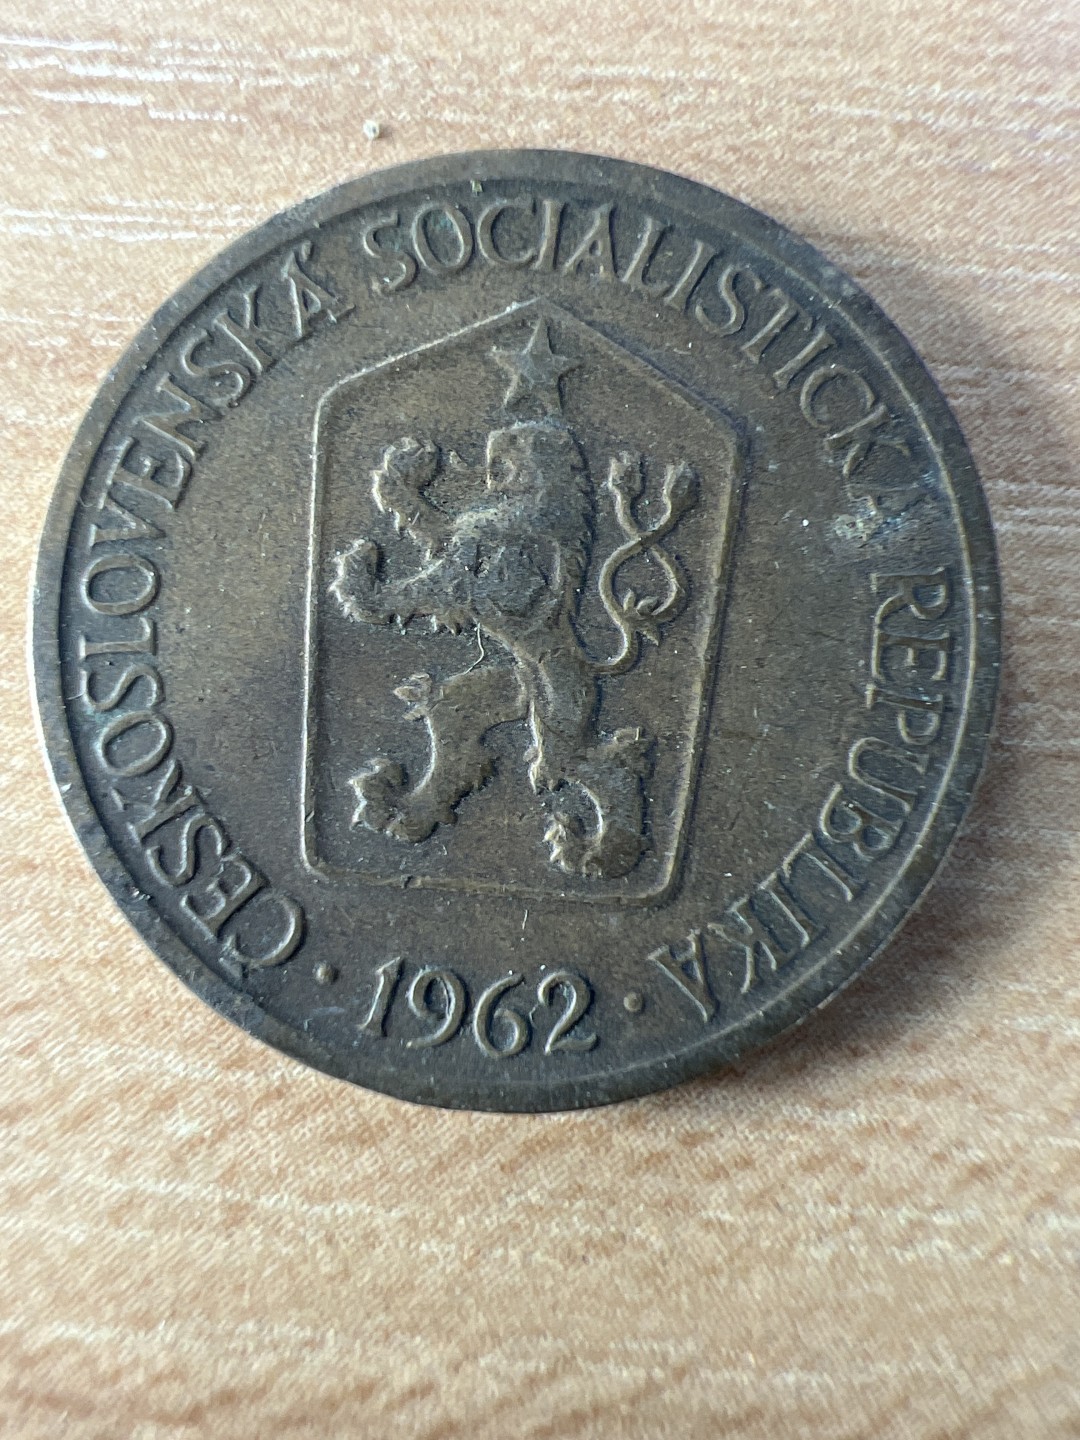 ČESKOSLOVENSKÁ SOCIALISTICKÁ REPUBLIKA
· 1962 ·